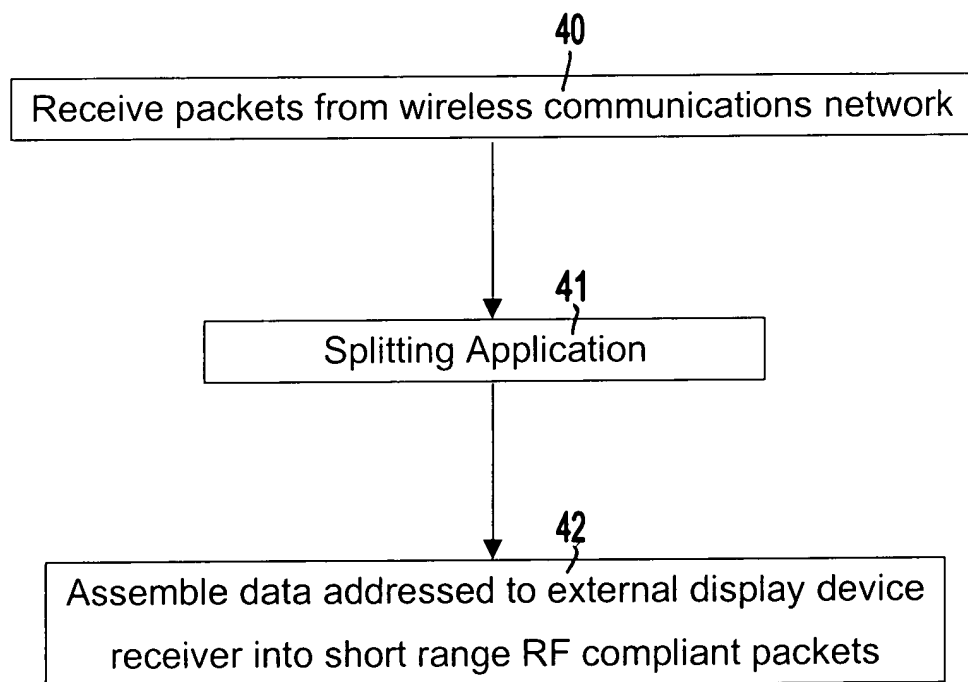 40
Receive packets from wireless communications network
41
Splitting Application
42
Assemble data addressed to external display device
receiver into short range RF compliant packets